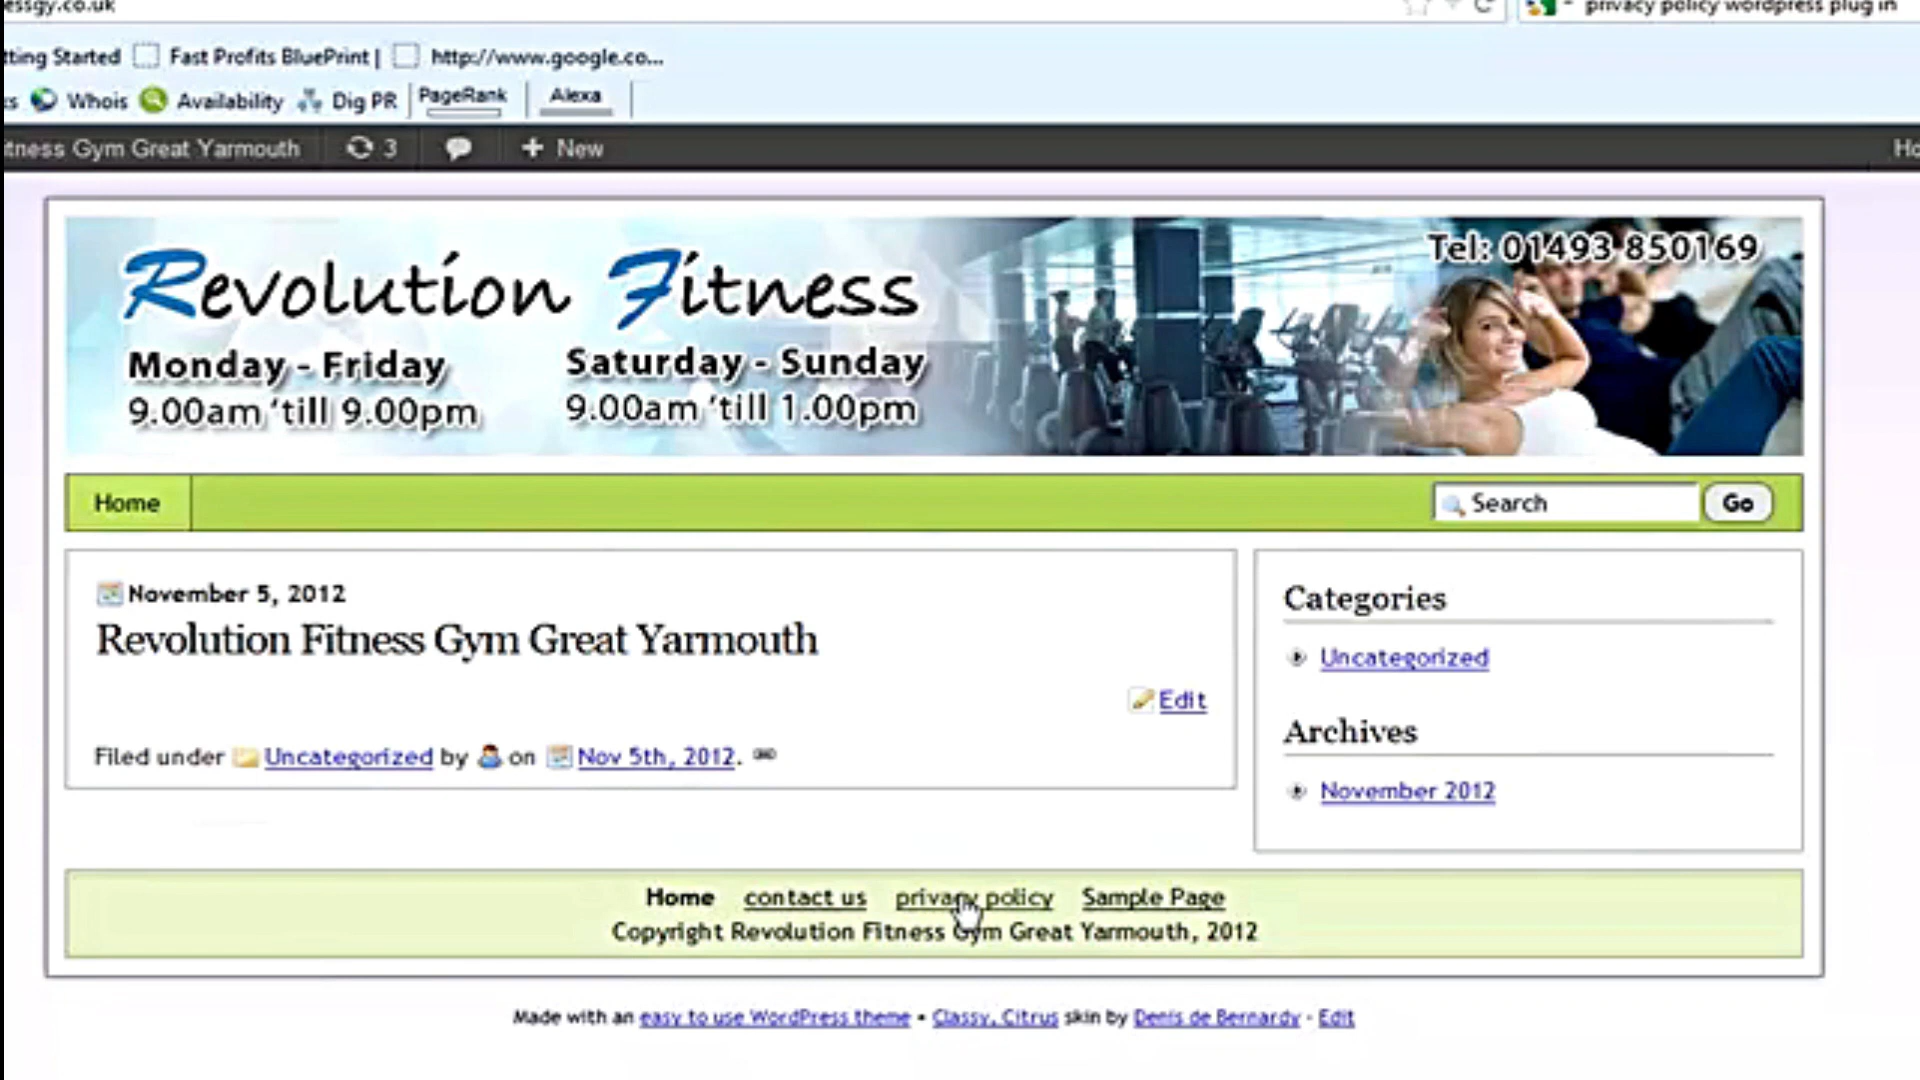 essgy.co.uk
privacy policy wordpress plug in
tting Started Fast Profits BluePrint | http://www.google.co...
ks Whois Availability Dig PR PageRank Alexa
itness Gym Great Yarmouth 3 + New Ho
Tel: 01493 850169
Revolution Fitness
Monday - Friday Saturday - Sunday
9.00am 'till 9.00pm 9.00am 'till 1.00pm
Home Search Go
November 5, 2012
Revolution Fitness Gym Great Yarmouth
Edit
Filed under Uncategorized by on Nov 5th, 2012.
Categories
Uncategorized
Archives
November 2012
Home contact us privacy policy Sample Page
Copyright Revolution Fitness Gym Great Yarmouth, 2012
Made with an easy to use WordPress theme • Classy, Citrus skin by Denis de Bernardy - Edit